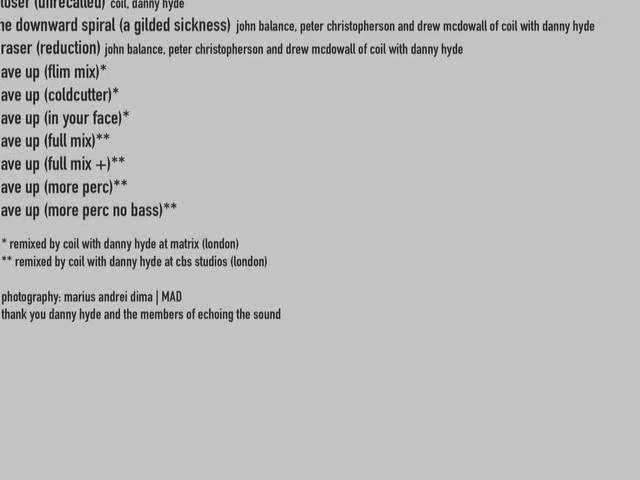 loser (unrecalled) coil, danny hyde
he downward spiral (a gilded sickness) john balance, peter christopherson and drew mcdowall of coil with danny hyde
raser (reduction) john balance, peter christopherson and drew mcdowall of coil with danny hyde
ave up (flim mix)*
ave up (coldcutter)*
ave up (in your face)*
ave up (full mix)**
ave up (full mix +)**
ave up (more perc)**
ave up (more perc no bass)**
* remixed by coil with danny hyde at matrix (london)
** remixed by coil with danny hyde at cbs studios (london)
photography: marius andrei dima | MAD
thank you danny hyde and the members of echoing the sound